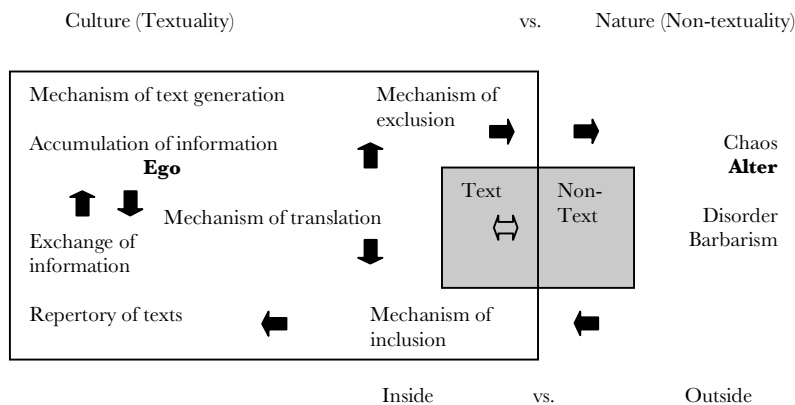 Culture (Textuality) vs. Nature (Non-textuality)
Mechanism of text generation
Mechanism of
exclusion
Accumulation of information
Ego
Chaos
Alter
Text
Non-
Text
Mechanism of translation
Disorder
Barbarism
Exchange of
information
Repertory of texts
Mechanism of
inclusion
Inside vs. Outside